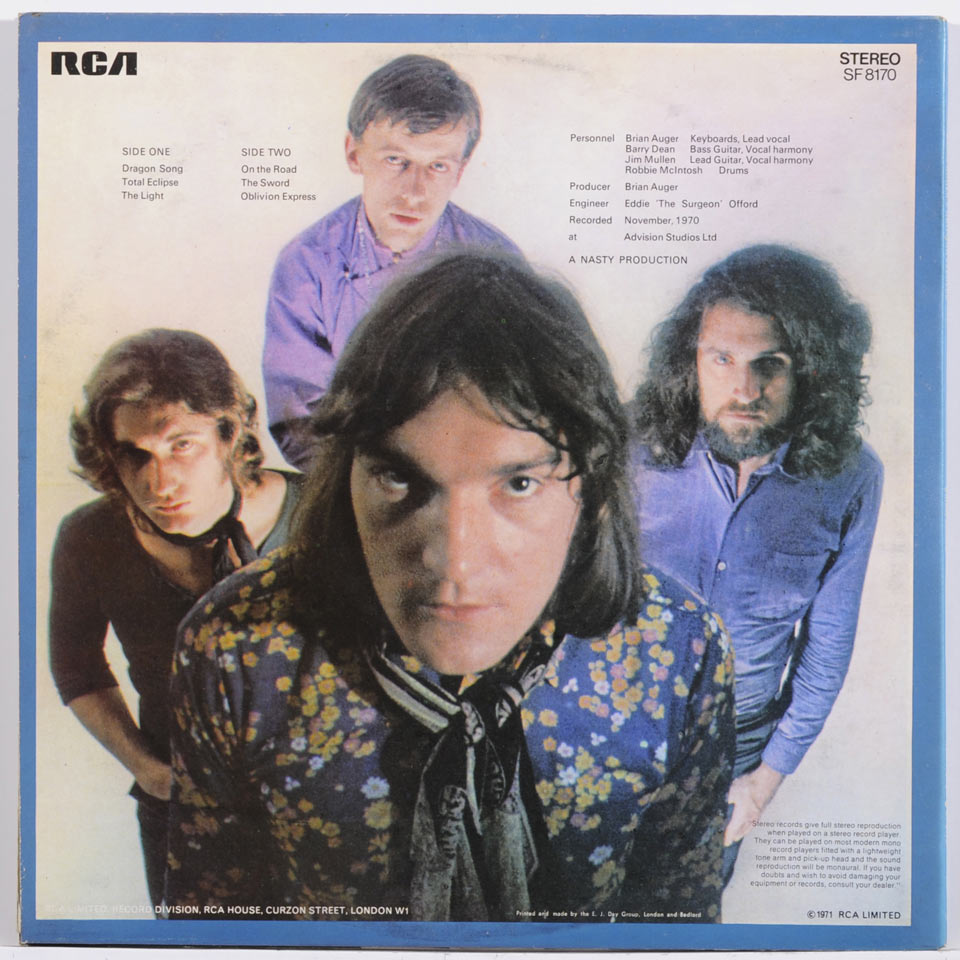 RCA
STEREO
SF 8170
SIDE ONE
Dragon Song
Total Eclipse
The Light
SIDE TWO
On the Road
The Sword
Oblivion Express
Personnel Brian Auger Keyboards, Lead vocal
Barry Dean Bass Guitar, Vocal harmony
Jim Mullen Lead Guitar, Vocal harmony
Robbie McIntosh Drums
Producer Brian Auger
Engineer Eddie 'The Surgeon' Offord
Recorded November, 1970
at Advision Studios Ltd
A NASTY PRODUCTION
Stereo records give full stereo reproduction
when played on a stereo record player.
They can be played on most modern mono
record players fitted with a lightweight
tone arm and pick-up head and the sound
reproduction will be monaural. If you have
doubts and wish to avoid damaging your
equipment or records, consult your dealer."
RCA LIMITED, RECORD DIVISION, RCA HOUSE, CURZON STREET, LONDON W1
Printed and made by the E. J. Day Group, London and Bedford
©1971 RCA LIMITED